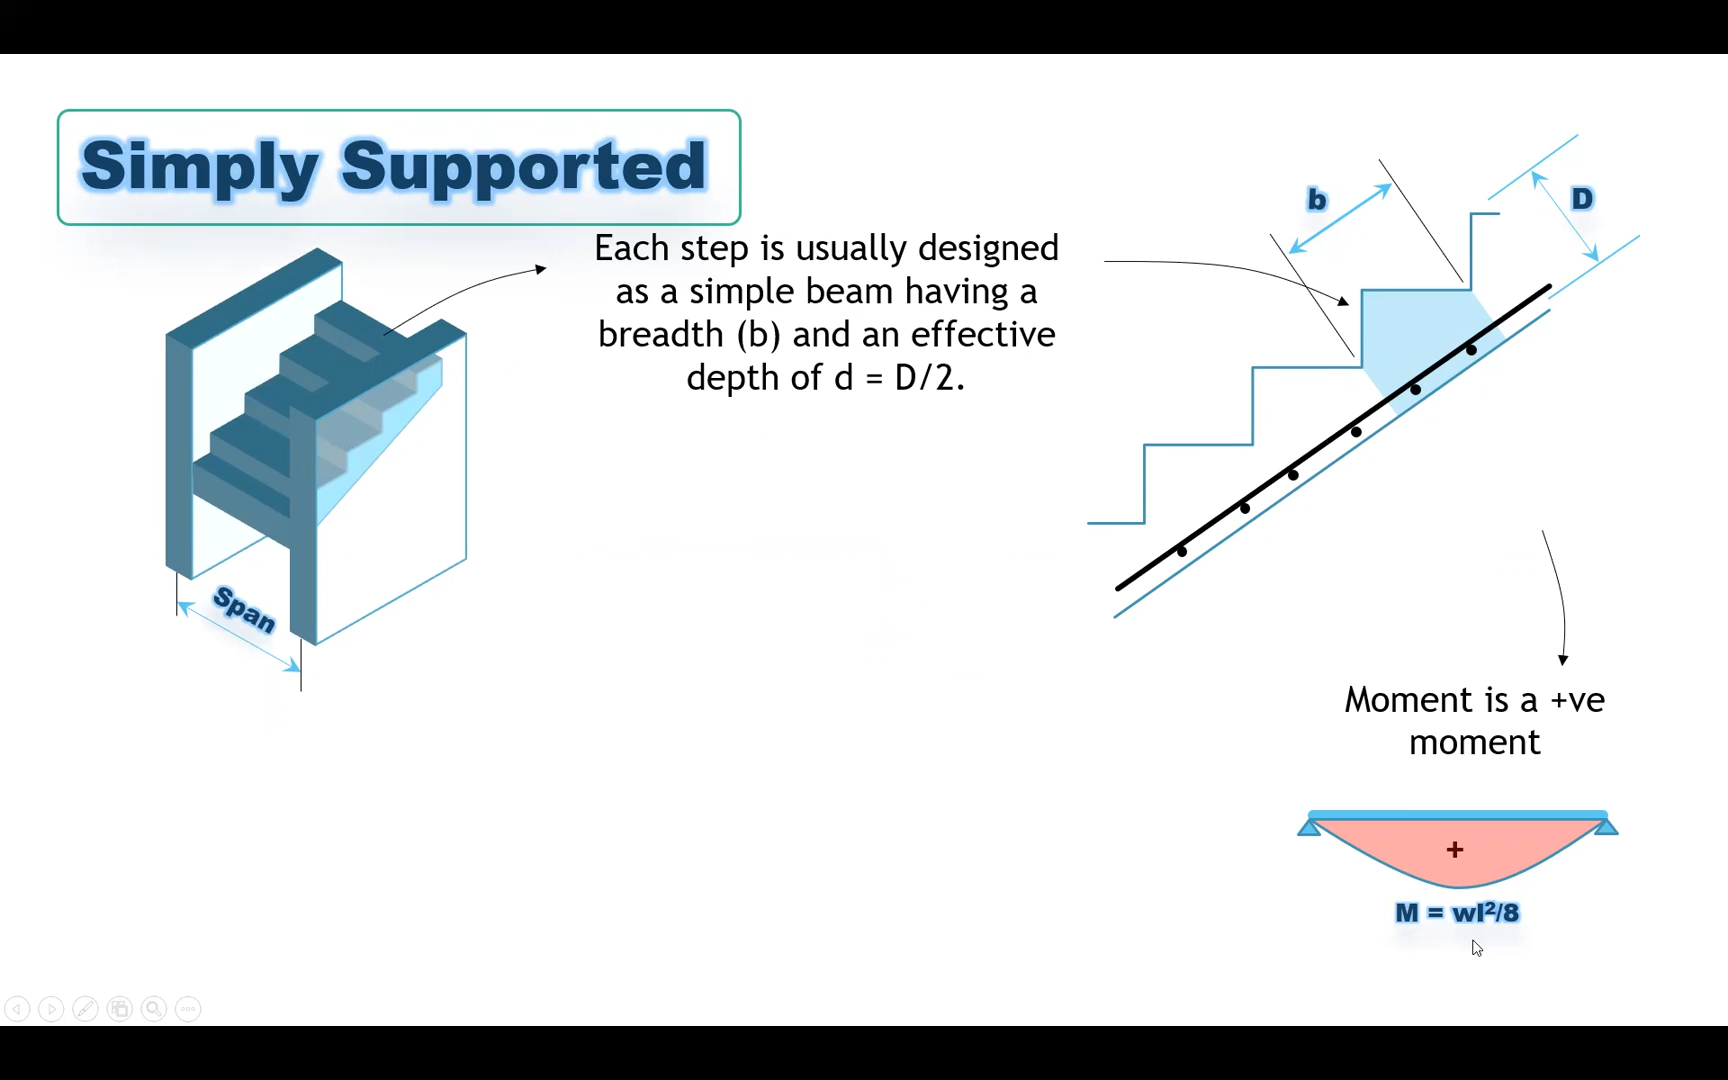 Simply Supported
Each step is usually designed
as a simple beam having a
breadth (b) and an effective
depth of d = D/2.
b
D
Span
Moment is a +ve
moment
+
M = wl²/8